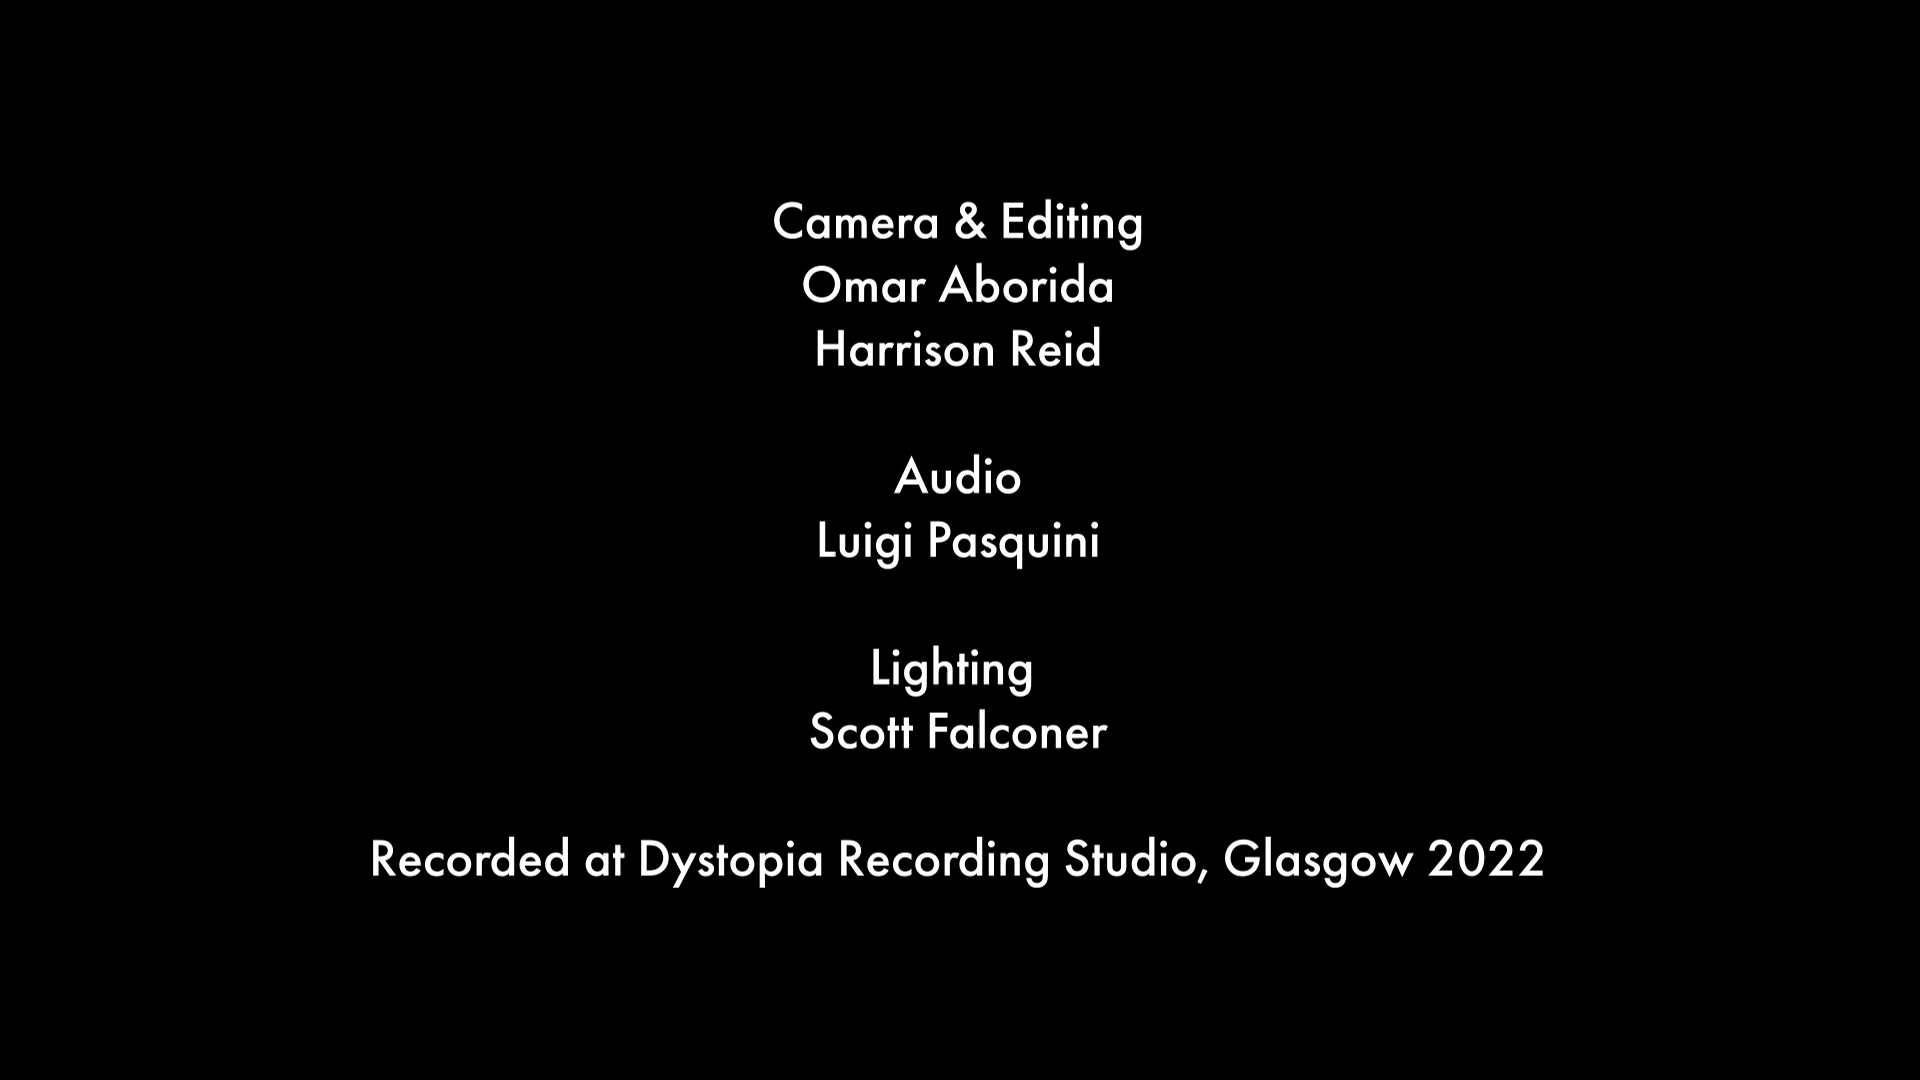 Camera & Editing
Omar Aborida
Harrison Reid
Audio
Luigi Pasquini
Lighting
Scott Falconer
Recorded at Dystopia Recording Studio, Glasgow 2022